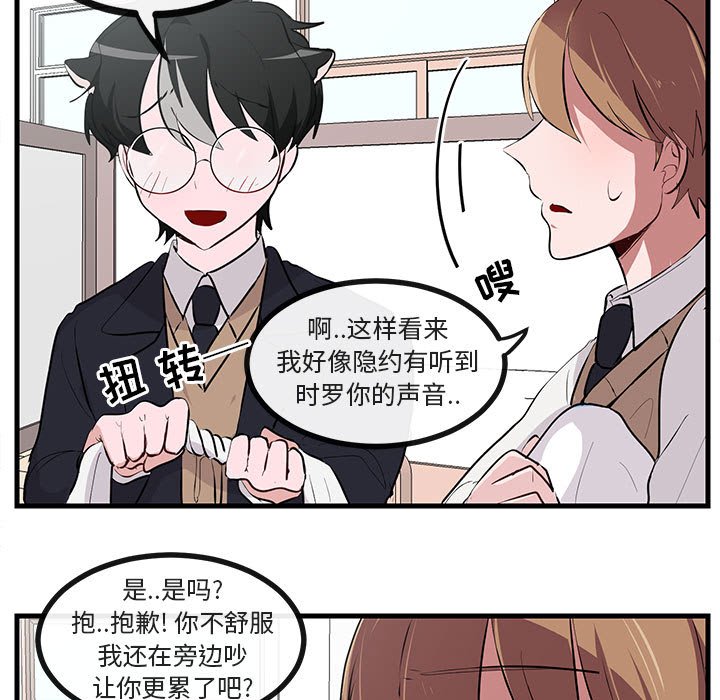 嗖
啊..这样看来
我好像隐约有听到
时罗你的声音..
扭转
是..是吗?
抱..抱歉! 你不舒服
我还在旁边吵
让你更累了吧?